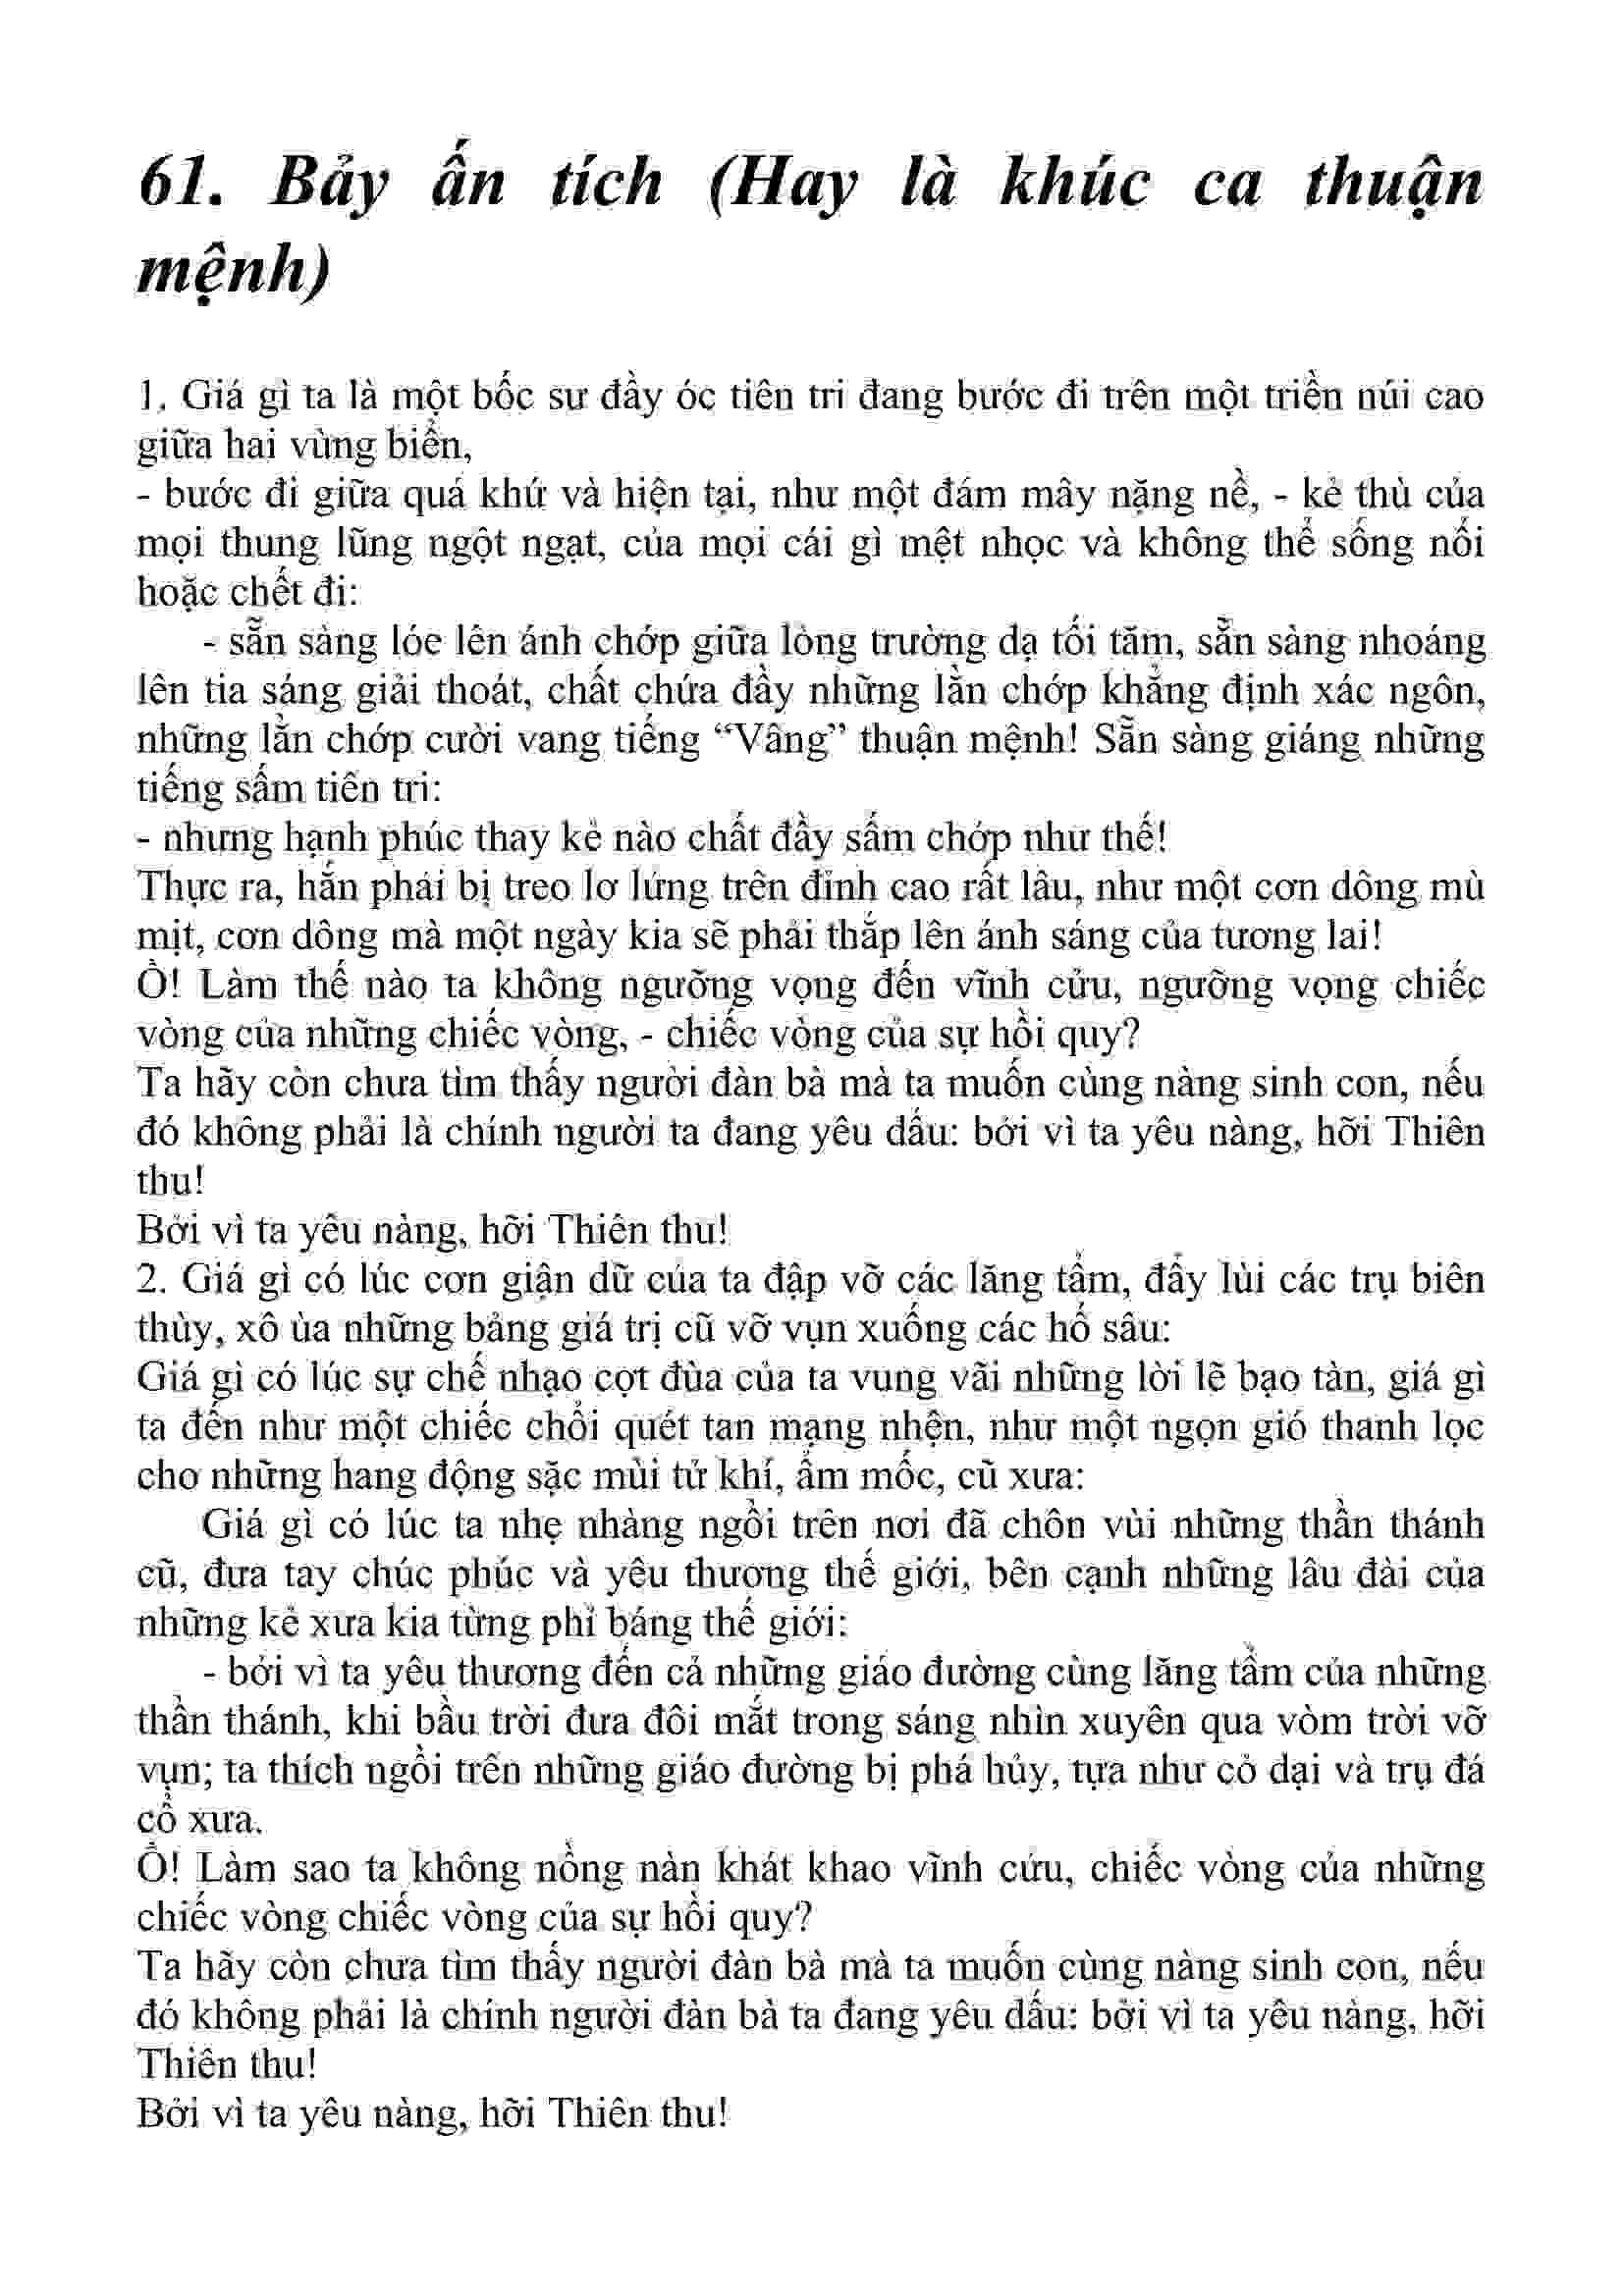 61. Bảy ấn tích (Hay là khúc ca thuận
mệnh)
1. Giá gì ta là một bốc sư đầy óc tiên tri đang bước đi trên một triền núi cao
giữa hai vùng biển,
- bước đi giữa quá khứ và hiện tại, như một đám mây nặng nề, - kẻ thù của
mọi thung lũng ngột ngạt, của mọi cái gì mệt nhọc và không thể sống nổi
hoặc chết đi:
- sẵn sàng lóe lên ánh chớp giữa lòng trường dạ tối tăm, sẵn sàng nhoáng
lên tia sáng giải thoát, chất chứa đầy những lằn chớp khẳng định xác ngôn,
những lằn chớp cười vang tiếng “Vâng” thuận mệnh! Sẵn sàng giáng những
tiếng sấm tiên tri:
- nhưng hạnh phúc thay kẻ nào chất đầy sấm chớp như thế!
Thực ra, hắn phải bị treo lơ lửng trên đỉnh cao rất lâu, như một cơn dông mù
mịt, cơn dông mà một ngày kia sẽ phải thắp lên ánh sáng của tương lai!
Ồ! Làm thế nào ta không ngưỡng vọng đến vĩnh cửu, ngưỡng vọng chiếc
vòng của những chiếc vòng, - chiếc vòng của sự hồi quy?
Ta hãy còn chưa tìm thấy người đàn bà mà ta muốn cùng nàng sinh con, nếu
đó không phải là chính người ta đang yêu dấu: bởi vì ta yêu nàng, hỡi Thiên
thu!
Bởi vì ta yêu nàng, hỡi Thiên thu!
2. Giá gì có lúc cơn giận dữ của ta đập vỡ các lăng tẩm, đẩy lùi các trụ biên
thùy, xô ùa những bảng giá trị cũ vỡ vụn xuống các hố sâu:
Giá gì có lúc sự chế nhạo cợt đùa của ta vung vãi những lời lẽ bạo tàn, giá gì
ta đến như một chiếc chổi quét tan mạng nhện, như một ngọn gió thanh lọc
cho những hang động sặc mùi tử khí, ẩm mốc, cũ xưa:
Giá gì có lúc ta nhẹ nhàng ngồi trên nơi đã chôn vùi những thần thánh
cũ, đưa tay chúc phúc và yêu thương thế giới, bên cạnh những lâu đài của
những kẻ xưa kia từng phỉ báng thế giới:
- bởi vì ta yêu thương đến cả những giáo đường cùng lăng tẩm của những
thần thánh, khi bầu trời đưa đôi mắt trong sáng nhìn xuyên qua vòm trời vỡ
vụn; ta thích ngồi trên những giáo đường bị phá hủy, tựa như cỏ dại và trụ đá
cổ xưa.
Ồ! Làm sao ta không nồng nàn khát khao vĩnh cửu, chiếc vòng của những
chiếc vòng chiếc vòng của sự hồi quy?
Ta hãy còn chưa tìm thấy người đàn bà mà ta muốn cùng nàng sinh con, nếu
đó không phải là chính người đàn bà ta đang yêu dấu: bởi vì ta yêu nàng, hỡi
Thiên thu!
Bởi vì ta yêu nàng, hỡi Thiên thu!